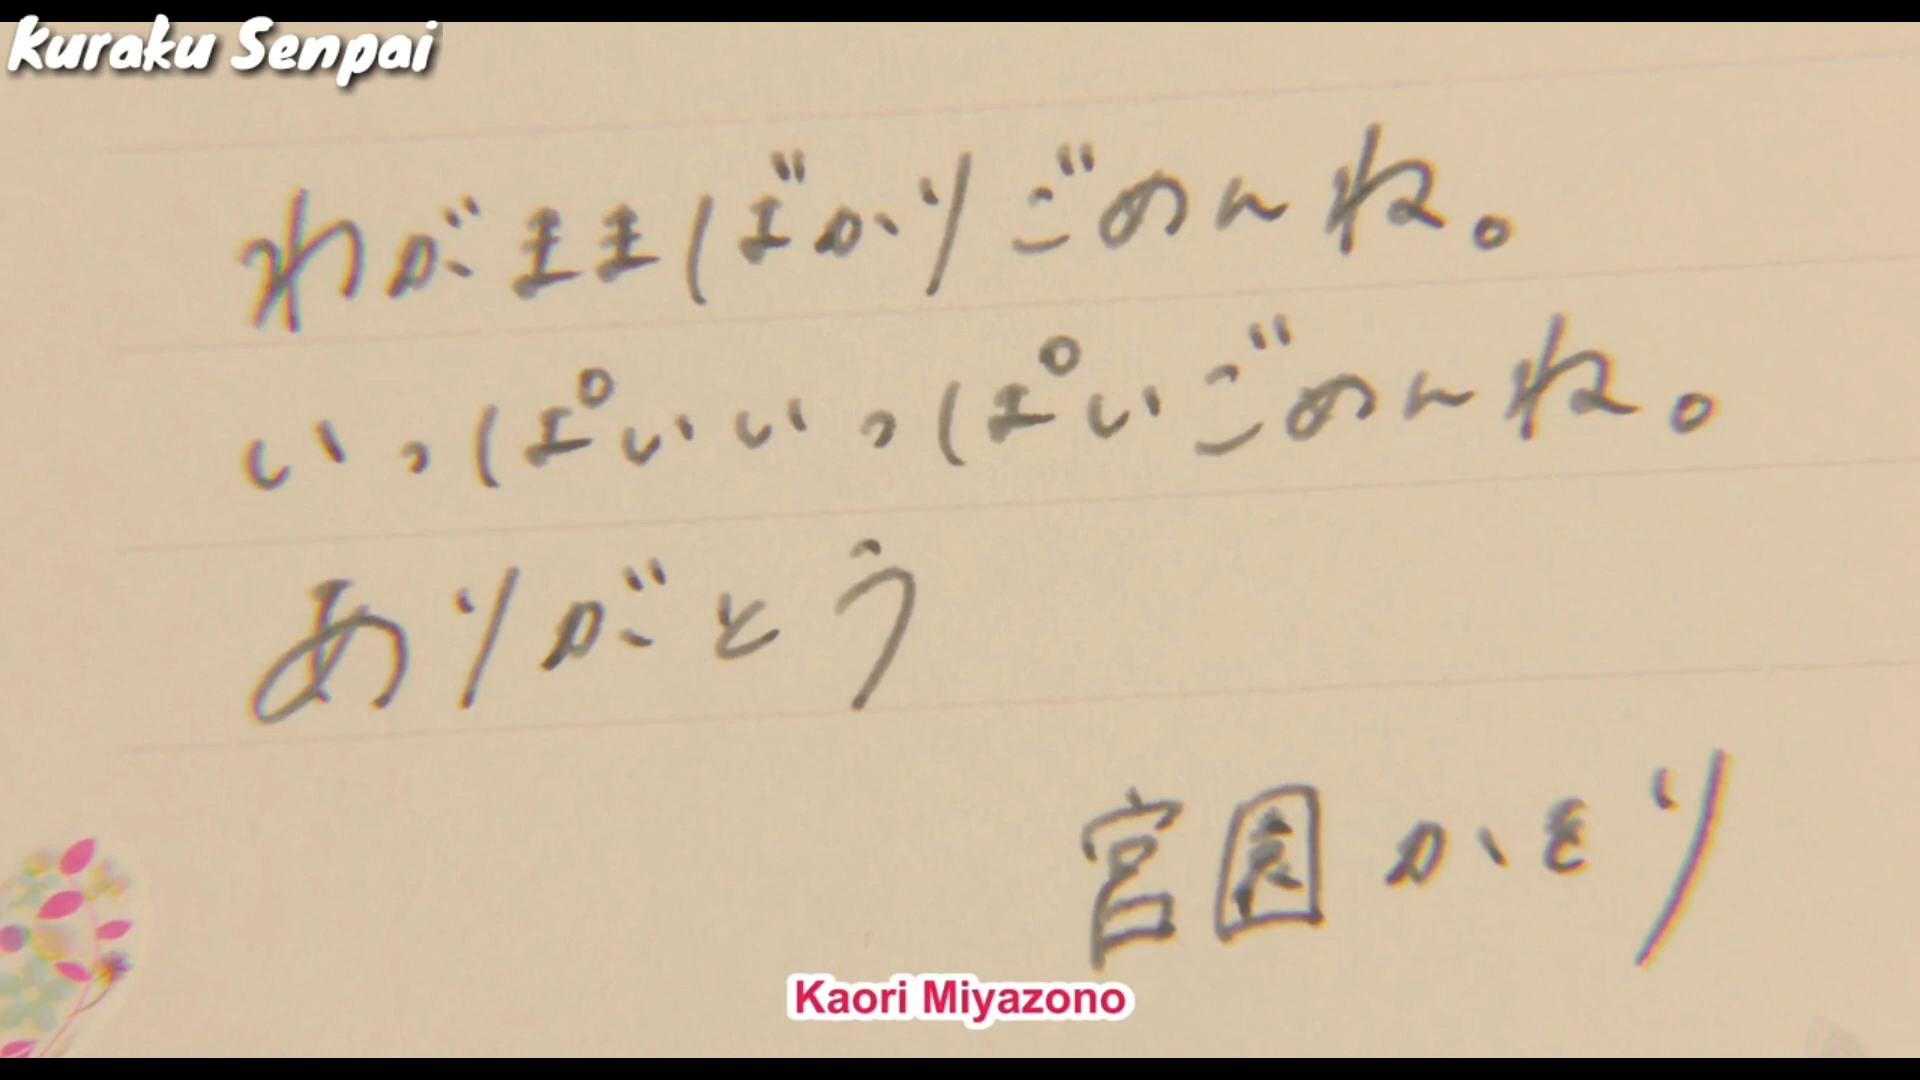 Kuraku Senpai
わがままばかりごめんね。
いっぱいいっぱいごめんね。
ありがとう
宮園かをり
Kaori Miyazono